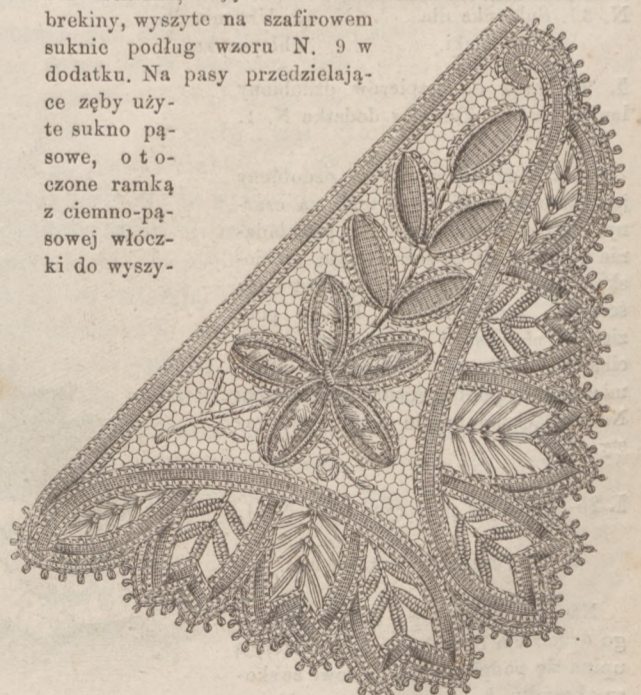 brekiny, wyszyte na szafirowem
suknie podług wzoru N. 9 w
dodatku. Na pasy przedzielają-
ce zęby uży-
te sukno pą-
sowe, oto-
czone ramką
z ciemno-pą-
sowej włócz-
ki do wyszy-